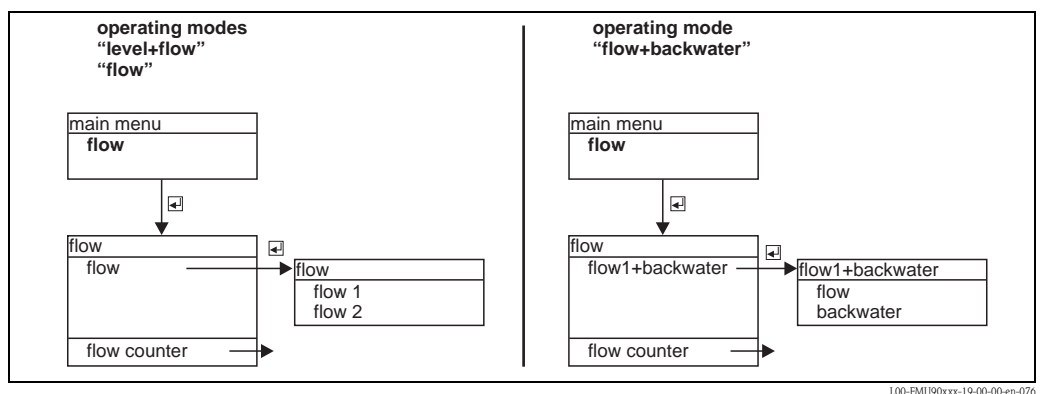 operating modes
“level+flow”
“flow”
main menu
flow
flow
flow
flow
flow 1
flow 2
flow counter
operating mode
“flow+backwater”
main menu
flow
flow
flow1+backwater
flow1+backwater
flow
backwater
flow counter
L00-FMU90xxx-19-00-00-en-076